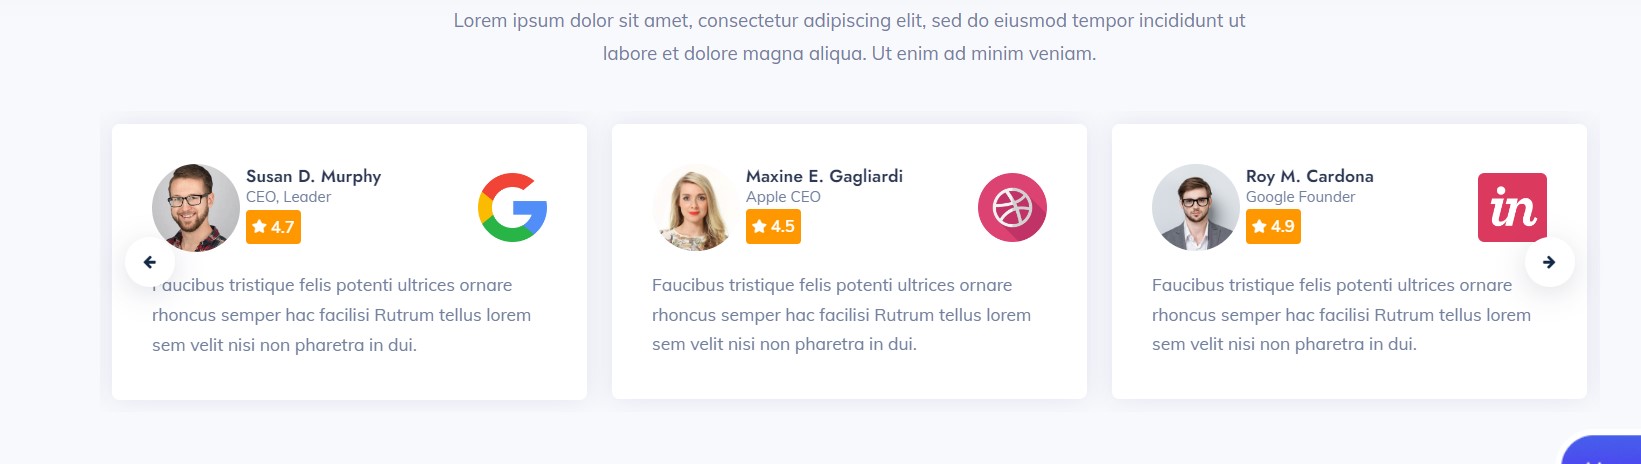 Lorem ipsum dolor sit amet, consectetur adipiscing elit, sed do eiusmod tempor incididunt ut
labore et dolore magna aliqua. Ut enim ad minim veniam.
Susan D. Murphy
CEO, Leader
4.7
Faucibus tristique felis potenti ultrices ornare
rhoncus semper hac facilisi Rutrum tellus lorem
sem velit nisi non pharetra in dui.
Maxine E. Gagliardi
Apple CEO
4.5
Faucibus tristique felis potenti ultrices ornare
rhoncus semper hac facilisi Rutrum tellus lorem
sem velit nisi non pharetra in dui.
Roy M. Cardona
Google Founder
4.9
in
Faucibus tristique felis potenti ultrices ornare
rhoncus semper hac facilisi Rutrum tellus lorem
sem velit nisi non pharetra in dui.